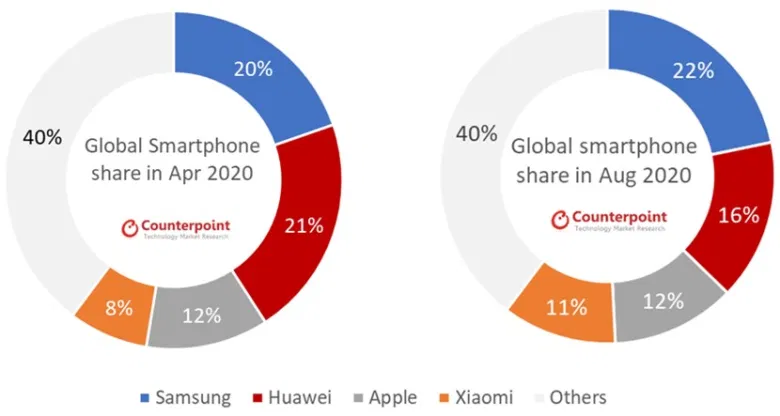 20%
40%
Global Smartphone
share in Apr 2020
Counterpoint
Technology Market Research
21%
8%
12%
22%
40%
Global smartphone
share in Aug 2020
Counterpoint
Technology Market Research
16%
11%
12%
Samsung Huawei Apple Xiaomi Others